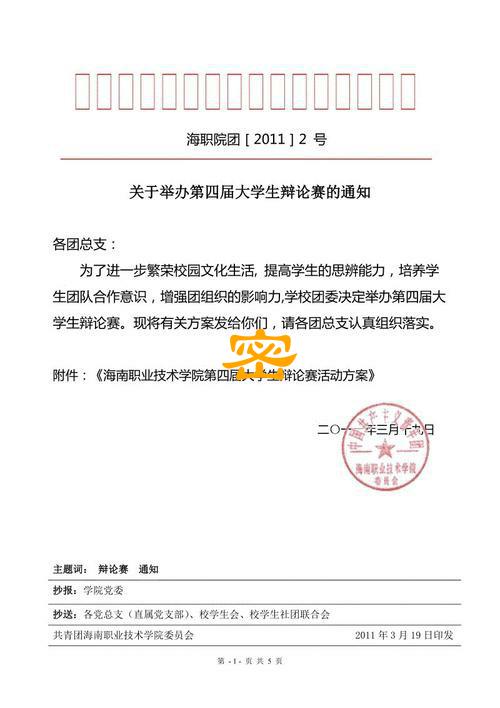 海职院团［2011］2 号
关于举办第四届大学生辩论赛的通知
各团总支：
为了进一步繁荣校园文化生活, 提高学生的思辨能力，培养学
生团队合作意识，增强团组织的影响力,学校团委决定举办第四届大
学生辩论赛。现将有关方案发给你们，请各团总支认真组织落实。
密
附件：《海南职业技术学院第四届大学生辩论赛活动方案》
二〇一 年三月十九日
中国共产主义青年团
海南职业技术学院
委员会
主题词： 辩论赛 通知
抄报：学院党委
抄送：各党总支（直属党支部）、校学生会、校学生社团联合会
共青团海南职业技术学院委员会 2011 年 3 月 19 日印发
第 -1- 页 共 5 页